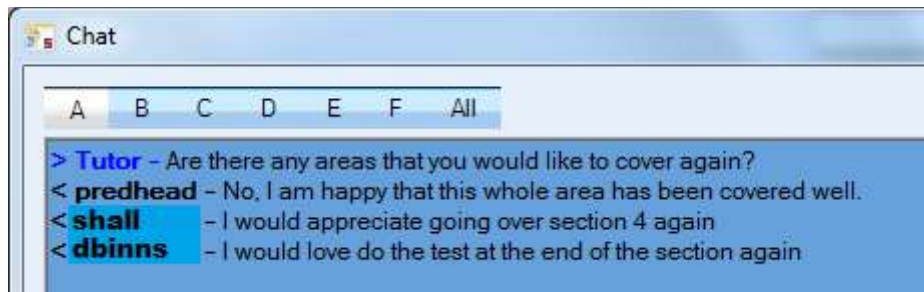 Chat
A B C D E F All
> Tutor – Are there any areas that you would like to cover again?
< predhead – No, I am happy that this whole area has been covered well.
< shall – I would appreciate going over section 4 again
< dbinns – I would love do the test at the end of the section again